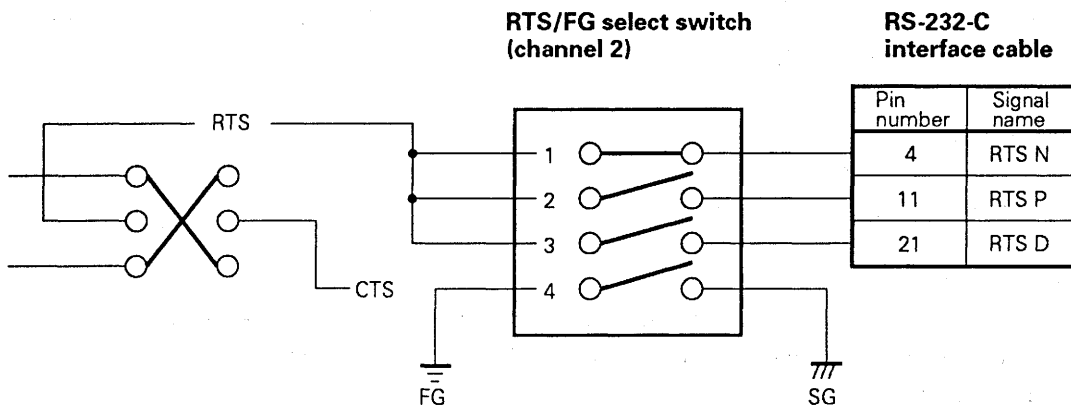 RTS/FG select switch
(channel 2)
RS-232-C
interface cable
Pin
number
Signal
name
RTS
1
4
RTS N
2
11
RTS P
3
21
RTS D
CTS
4
FG
SG